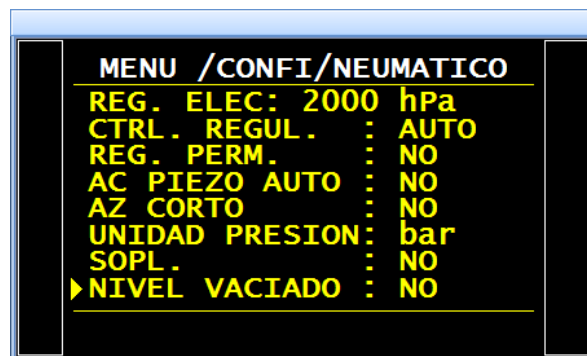 MENU /CONFI/NEUMATICO
REG. ELEC: 2000 hPa
CTRL. REGUL. : AUTO
REG. PERM. : NO
AC PIEZO AUTO : NO
AZ CORTO : NO
UNIDAD PRESION: bar
SOPL. : NO
NIVEL VACIADO : NO